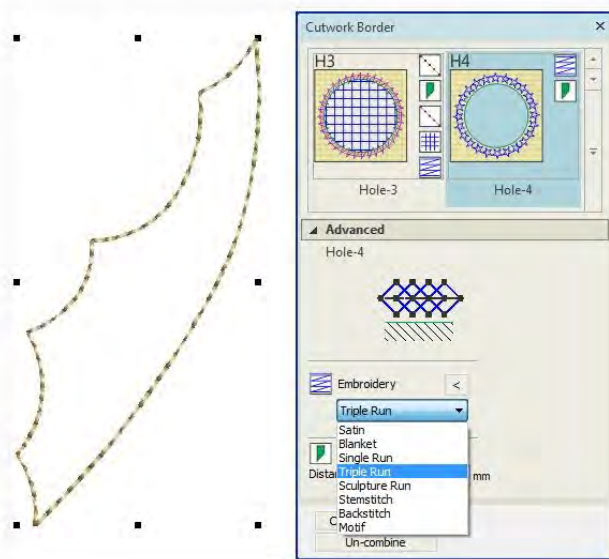 Cutwork Border
H3
H4
Hole-3
Hole-4
Advanced
Hole-4
Embroidery
<
Triple Run
Satin
Blanket
Single Run
Triple Run
Sculpture Run
Stemstitch
Backstitch
Motif
mm
Un-combine